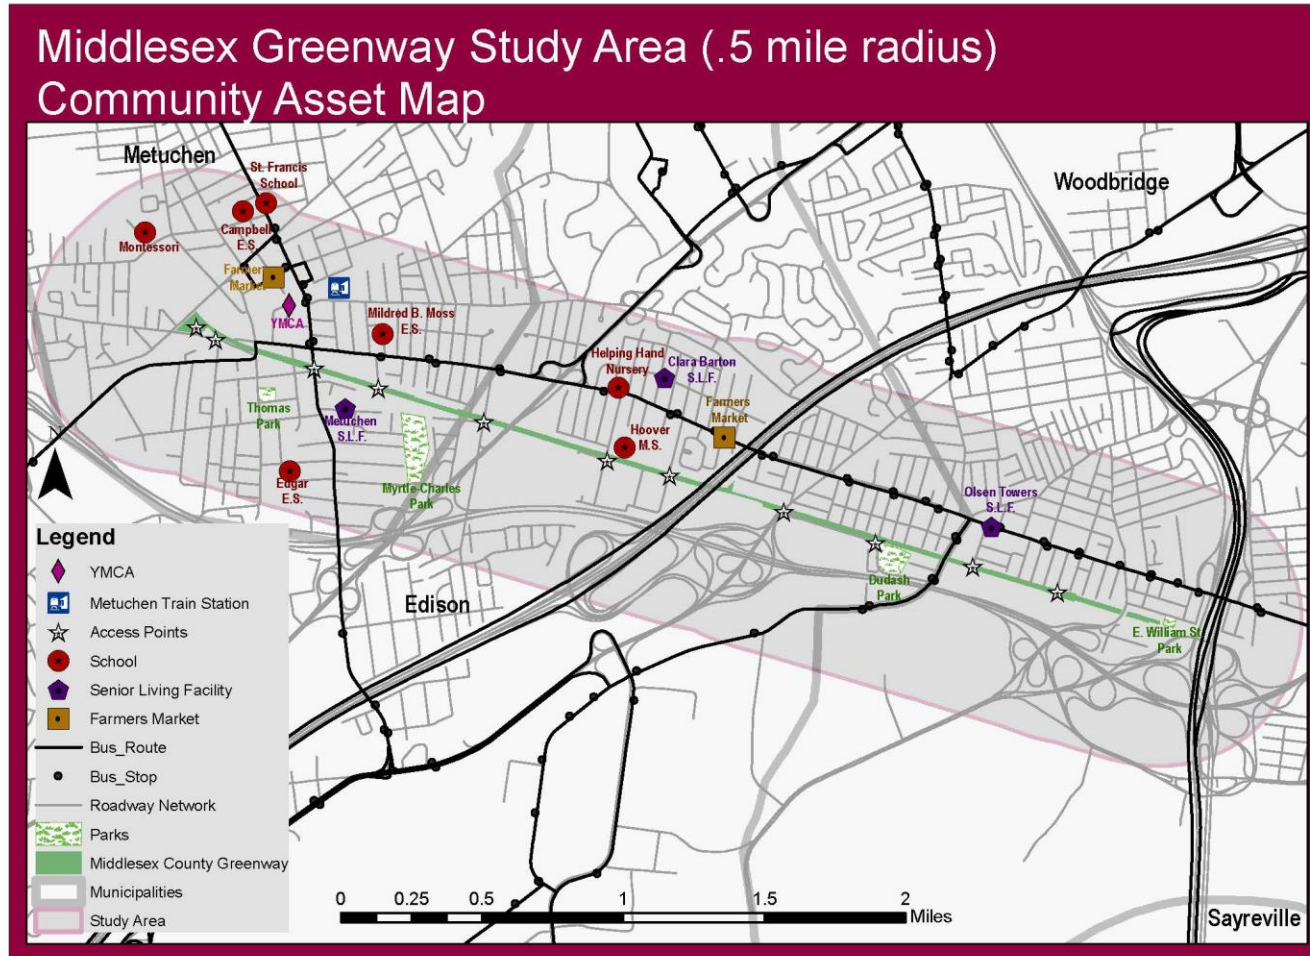 Middlesex Greenway Study Area (.5 mile radius)
Community Asset Map
Metuchen
St. Francis
School
Woodbridge
Campbell
E.S.
Montessori
Farmers
Market
YMCA
Mildred B. Moss
E.S.
Helping Hand
Nursery
Clara Barton
S.L.F.
Thomas
Park
Metuchen
S.L.F.
Farmers
Market
Hoover
M.S.
N
Edgar
E.S.
Myrtle-Charles
Park
Olsen Towers
S.L.F.
Dudash
Park
Edison
E. William St
Park
Legend
YMCA
Metuchen Train Station
Access Points
School
Senior Living Facility
Farmers Market
Bus_Route
Bus_Stop
Roadway Network
Parks
Middlesex County Greenway
Municipalities
Study Area
0 0.25 0.5 1 1.5 2
Miles
Sayreville